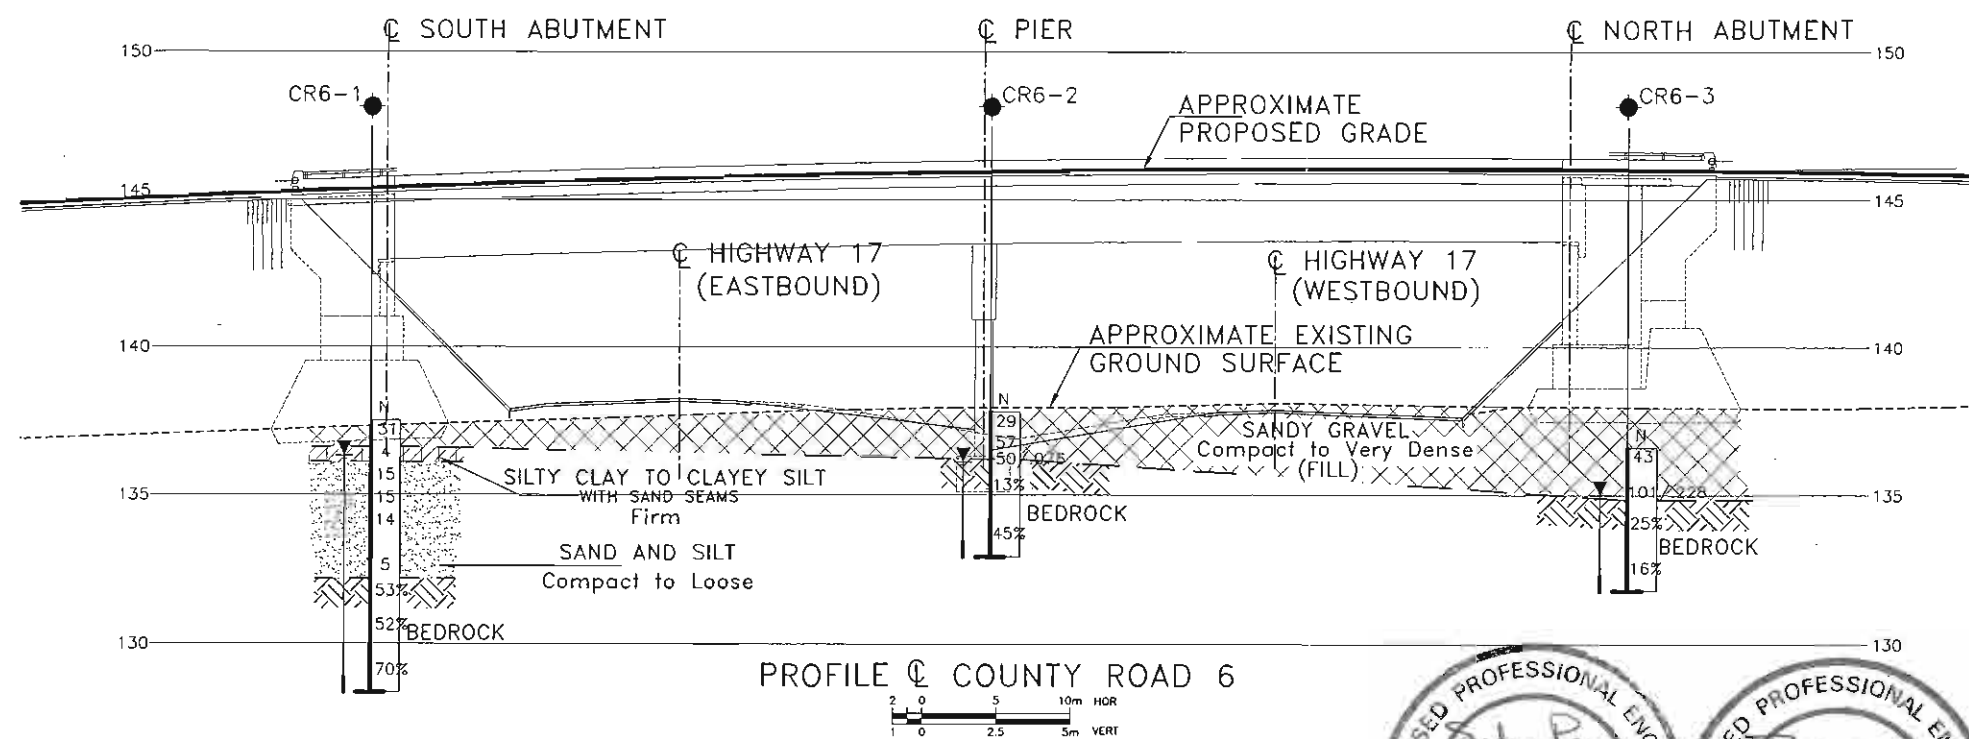 ℄ SOUTH ABUTMENT
℄ PIER
℄ NORTH ABUTMENT
150
150
CR6-1
CR6-2
CR6-3
APPROXIMATE
PROPOSED GRADE
145
145
℄ HIGHWAY 17
(EASTBOUND)
℄ HIGHWAY 17
(WESTBOUND)
APPROXIMATE EXISTING
GROUND SURFACE
140
140
N
31
4
15
15
14
5
53%
52%
70%
BEDROCK
SILTY CLAY TO CLAYEY SILT
WITH SAND SEAMS
Firm
SAND AND SILT
Compact to Loose
N
29
57
50/.075
13%
45%
BEDROCK
SANDY GRAVEL
Compact to Very Dense
(FILL)
N
43
101/.228
25%
16%
BEDROCK
135
135
130
130
PROFILE ℄ COUNTY ROAD 6
2 0 5 10m HOR
1 0 2.5 5m VERT
PROFESSIONAL
PROFESSIONAL